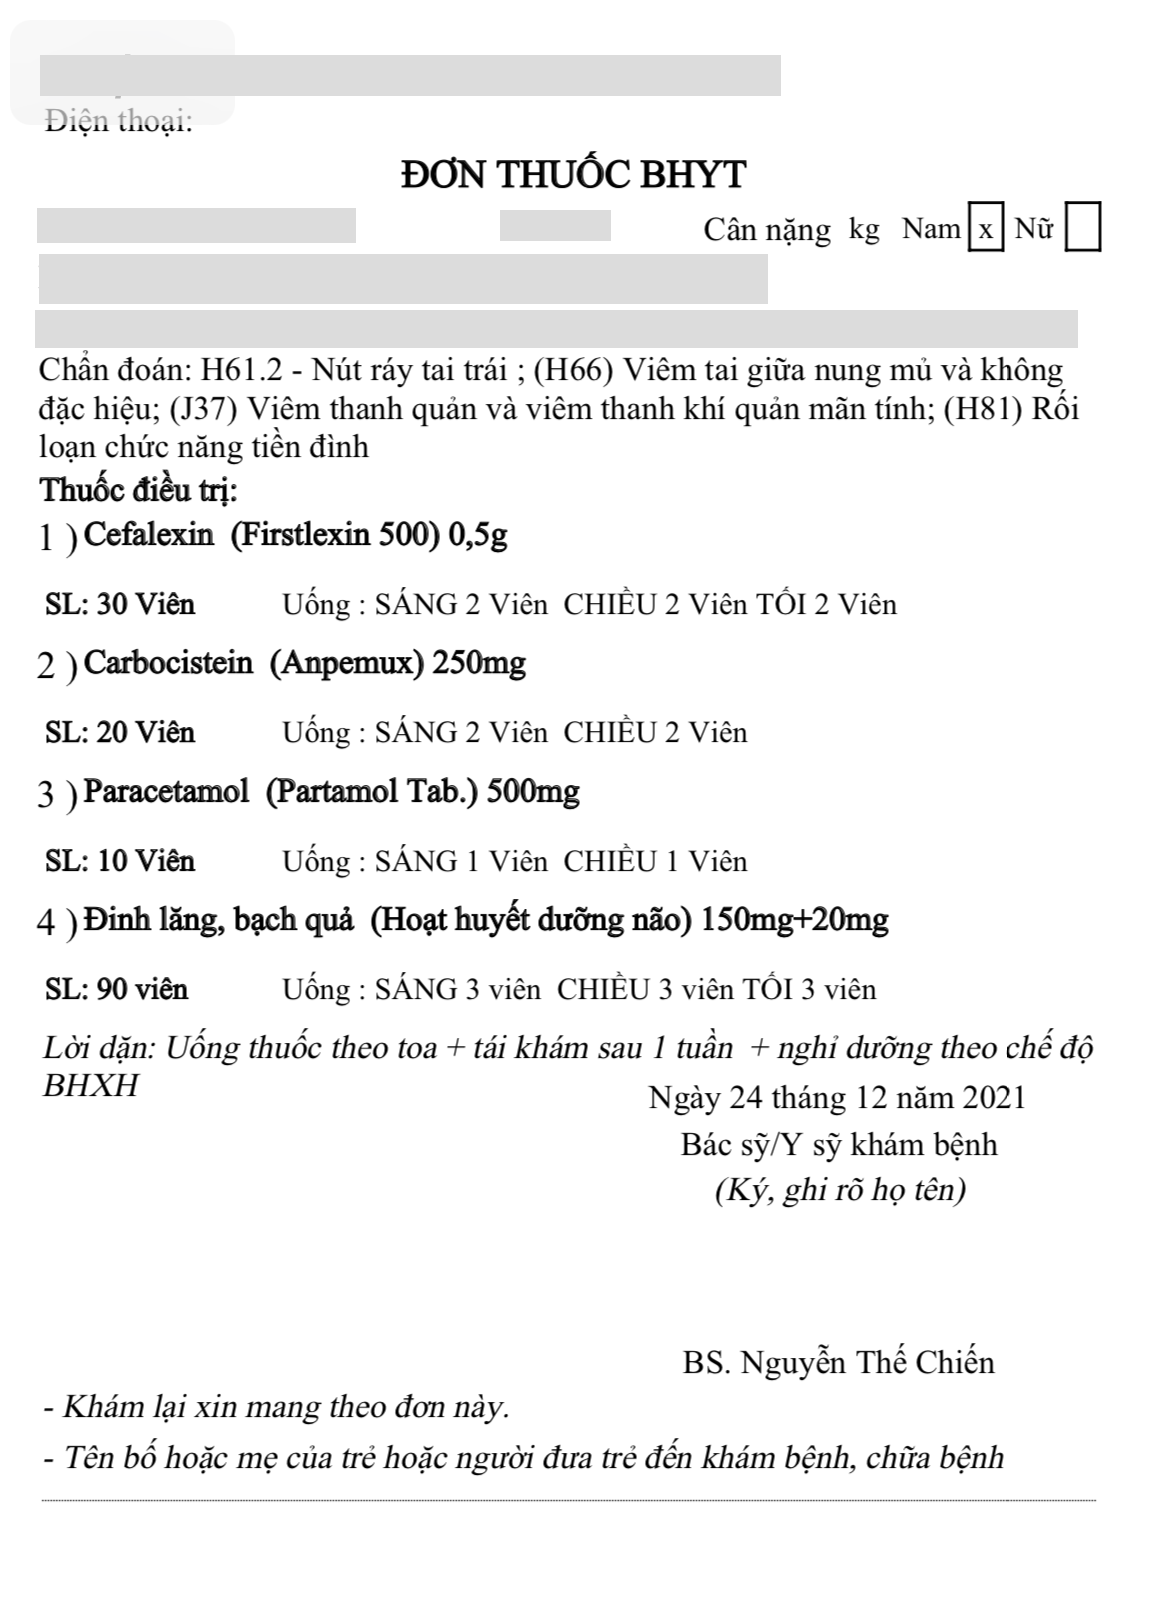 Điện thoại:
ĐƠN THUỐC BHYT
Cân nặng kg Nam x Nữ
Chẩn đoán: H61.2 - Nút ráy tai trái ; (H66) Viêm tai giữa nung mủ và không
đặc hiệu; (J37) Viêm thanh quản và viêm thanh khí quản mãn tính; (H81) Rối
loạn chức năng tiền đình
Thuốc điều trị:
1 ) Cefalexin (Firstlexin 500) 0,5g
SL: 30 Viên Uống : SÁNG 2 Viên CHIỀU 2 Viên TỐI 2 Viên
2 ) Carbocistein (Anpemux) 250mg
SL: 20 Viên Uống : SÁNG 2 Viên CHIỀU 2 Viên
3 ) Paracetamol (Partamol Tab.) 500mg
SL: 10 Viên Uống : SÁNG 1 Viên CHIỀU 1 Viên
4 ) Đinh lăng, bạch quả (Hoạt huyết dưỡng não) 150mg+20mg
SL: 90 viên Uống : SÁNG 3 viên CHIỀU 3 viên TỐI 3 viên
Lời dặn: Uống thuốc theo toa + tái khám sau 1 tuần + nghỉ dưỡng theo chế độ
BHXH
Ngày 24 tháng 12 năm 2021
Bác sỹ/Y sỹ khám bệnh
(Ký, ghi rõ họ tên)
BS. Nguyễn Thế Chiến
- Khám lại xin mang theo đơn này.
- Tên bố hoặc mẹ của trẻ hoặc người đưa trẻ đến khám bệnh, chữa bệnh